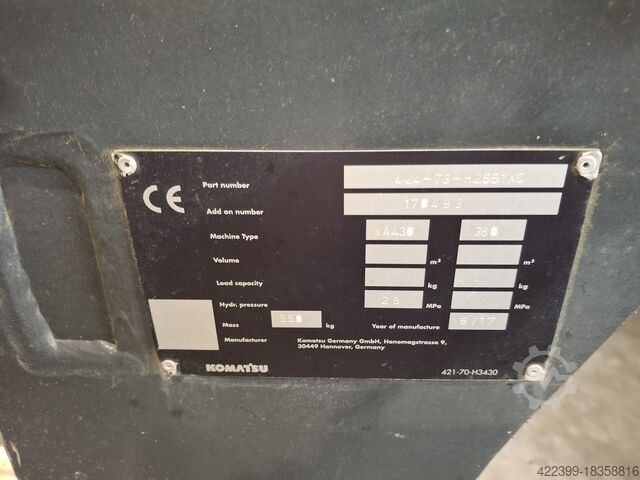 CE
Part number 424-73-H2651XC
Add on number 170493
Machine Type WA430 380
Volume m³ m³
Load capacity kg kg
Hydr. pressure 25 MPa MPa
Mass 550 kg Year of manufacture 6/17
Manufacturer Komatsu Germany GmbH, Hanomagstrasse 9,
30449 Hannover, Germany
KOMATSU 421-70-H3430
422399-18358816